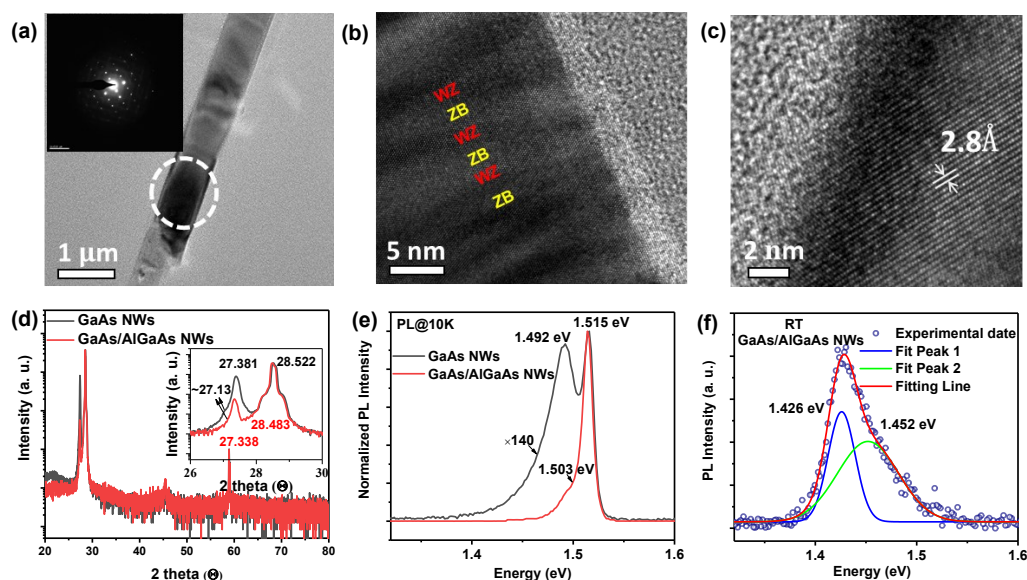 (a)
1 μm
(b)
WZ
ZB
WZ
ZB
WZ
ZB
5 nm
(c)
2.8Å
2 nm
(d)
GaAs NWs
GaAs/AlGaAs NWs
Intensity (a. u.)
20 30 40 50 60 70 80
2 theta (Θ)
27.381
28.522
~27.13
28.483
27.338
Intensity (a. u.)
26 27 28 29 30
2 theta (Θ)
(e)
PL@10K
1.515 eV
1.492 eV
GaAs NWs
GaAs/AlGaAs NWs
×140
1.503 eV
Normalized PL Intensity
1.4 1.5 1.6
Energy (eV)
(f)
RT
GaAs/AlGaAs NWs
Experimental date
Fit Peak 1
Fit Peak 2
Fitting Line
1.426 eV
1.452 eV
PL Intensity (a. u.)
1.4 1.5 1.6
Energy (eV)